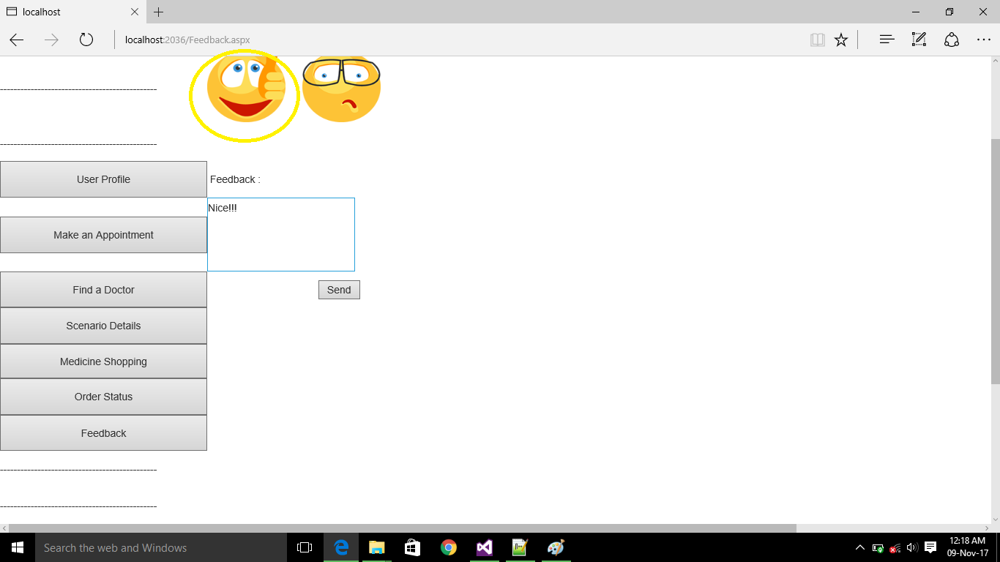 localhost
localhost:2036/Feedback.aspx
----------------------------------------------
----------------------------------------------
User Profile
Feedback :
Nice!!!
Make an Appointment
Find a Doctor
Send
Scenario Details
Medicine Shopping
Order Status
Feedback
----------------------------------------------
----------------------------------------------
Search the web and Windows
12:18 AM
09-Nov-17